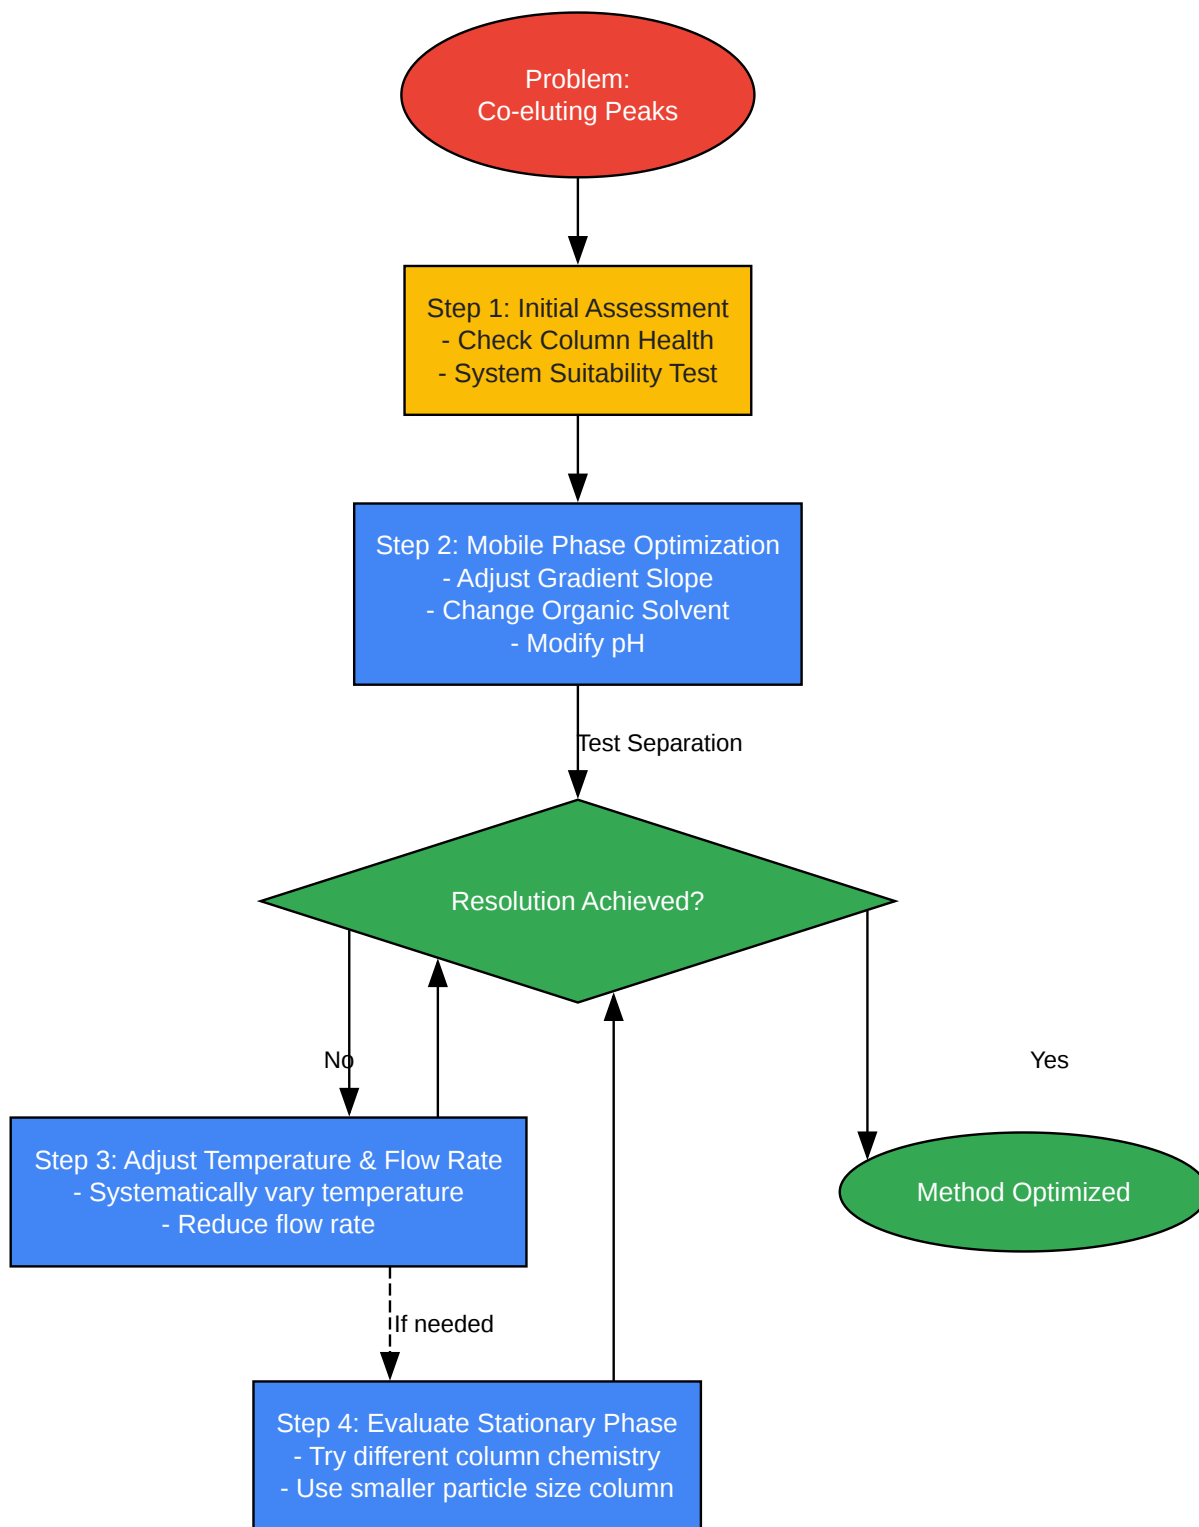 Problem:
Co-eluting Peaks
Step 1: Initial Assessment
- Check Column Health
- System Suitability Test
Step 2: Mobile Phase Optimization
- Adjust Gradient Slope
- Change Organic Solvent
- Modify pH
Test Separation
Resolution Achieved?
No
Yes
Step 3: Adjust Temperature & Flow Rate
- Systematically vary temperature
- Reduce flow rate
Method Optimized
If needed
Step 4: Evaluate Stationary Phase
- Try different column chemistry
- Use smaller particle size column